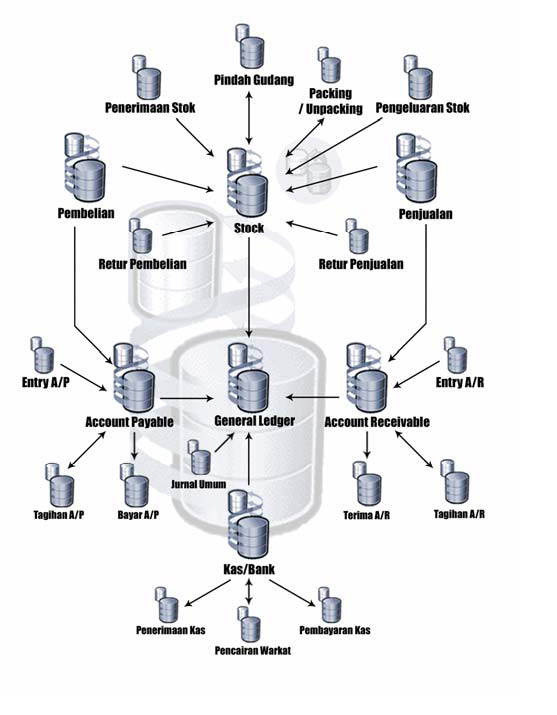 Pindah Gudang
Packing
/ Unpacking
Penerimaan Stok
Pengeluaran Stok
Pembelian
Stock
Penjualan
Retur Pembelian
Retur Penjualan
Entry A/P
Entry A/R
Account Payable
General Ledger
Account Receivable
Jurnal Umum
Tagihan A/P
Bayar A/P
Terima A/R
Tagihan A/R
Kas/Bank
Penerimaan Kas
Pencairan Warkat
Pembayaran Kas